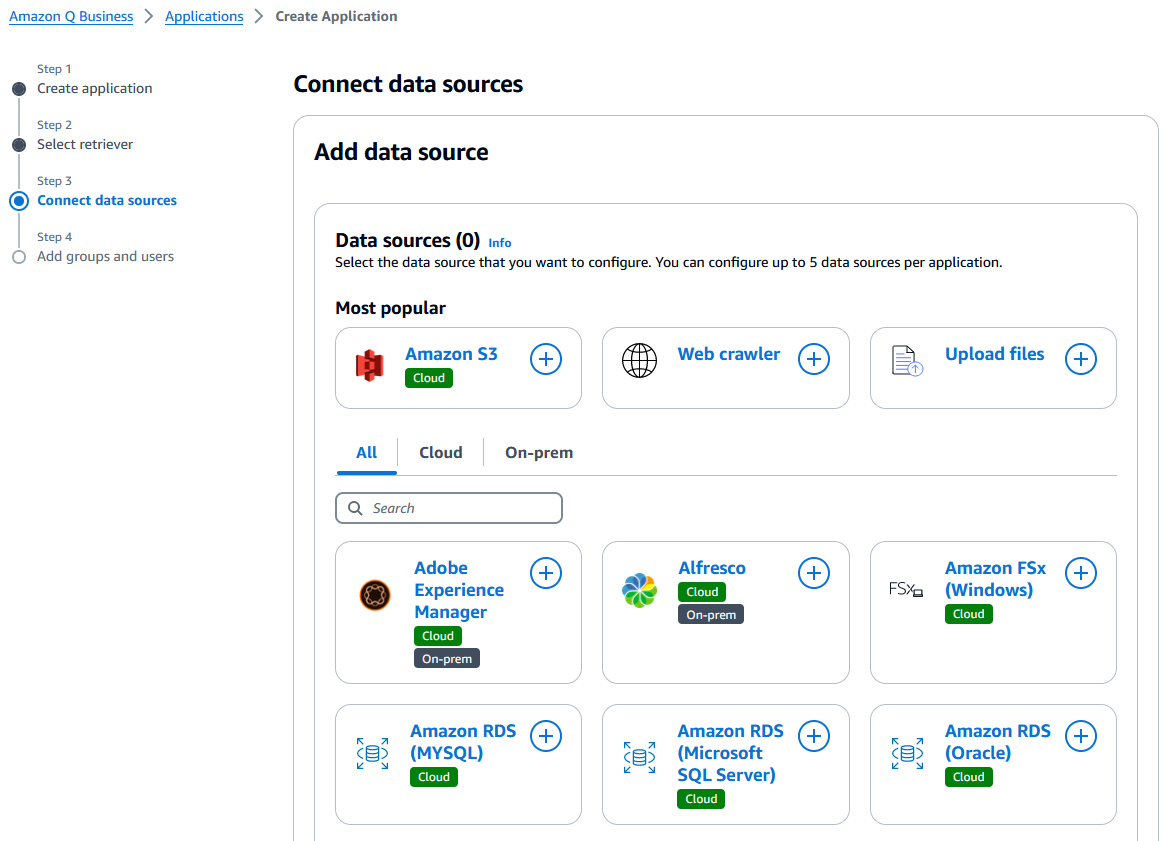 Amazon Q Business > Applications > Create Application
Step 1
Create application
Step 2
Select retriever
Step 3
Connect data sources
Step 4
Add groups and users
Connect data sources
Add data source
Data sources (0) Info
Select the data source that you want to configure. You can configure up to 5 data sources per application.
Most popular
Amazon S3
Cloud
Web crawler
Upload files
All
Cloud
On-prem
Search
Adobe
Experience
Manager
Cloud
On-prem
Alfresco
Cloud
On-prem
FSx
Amazon FSx
(Windows)
Cloud
Amazon RDS
(MYSQL)
Cloud
Amazon RDS
(Microsoft
SQL Server)
Cloud
Amazon RDS
(Oracle)
Cloud